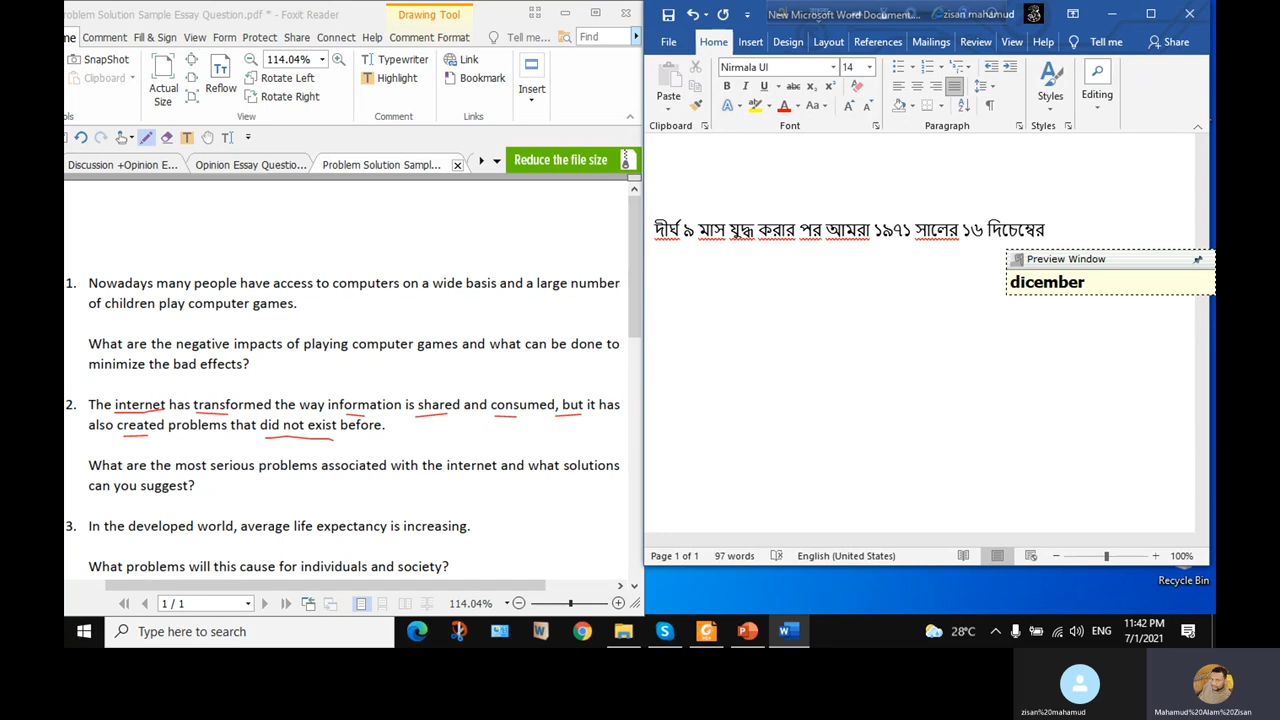 Problem Solution Sample Essay Question.pdf * - Foxit Reader
Drawing Tool
Comment Convert Fill & Sign View Form Protect Share Connect Help Comment Format Tell me... Find
SnapShot
Clipboard
Actual Size
Reflow
114.04%
Rotate Left
Rotate Right
View
Typewriter
Highlight
Comment
Link
Bookmark
Links
Insert
Discussion +Opinion E...
Opinion Essay Questio...
Problem Solution Sampl...
Reduce the file size
1. Nowadays many people have access to computers on a wide basis and a large number
of children play computer games.
What are the negative impacts of playing computer games and what can be done to
minimize the bad effects?
2. The internet has transformed the way information is shared and consumed, but it has
also created problems that did not exist before.
What are the most serious problems associated with the internet and what solutions
can you suggest?
3. In the developed world, average life expectancy is increasing.
What problems will this cause for individuals and society?
1 / 1
114.04%
New Microsoft Word Document...
zisan mahamud
File Home Insert Design Layout References Mailings Review View Help Tell me Share
Nirmala UI 14
Paste
B I U abc x₂ x²
A A Aa A A
Styles
Editing
Clipboard Font Paragraph Styles
দীর্ঘ ৯ মাস যুদ্ধ করার পর আমরা ১৯৭১ সালের ১৬ দিচেম্বের
Preview Window
dicember
Page 1 of 1 97 words English (United States) 100%
Recycle Bin
Type here to search
28°C
ENG
11:42 PM
7/1/2021
zisan%20mahamud
Mahamud%20Alam%20Zisan